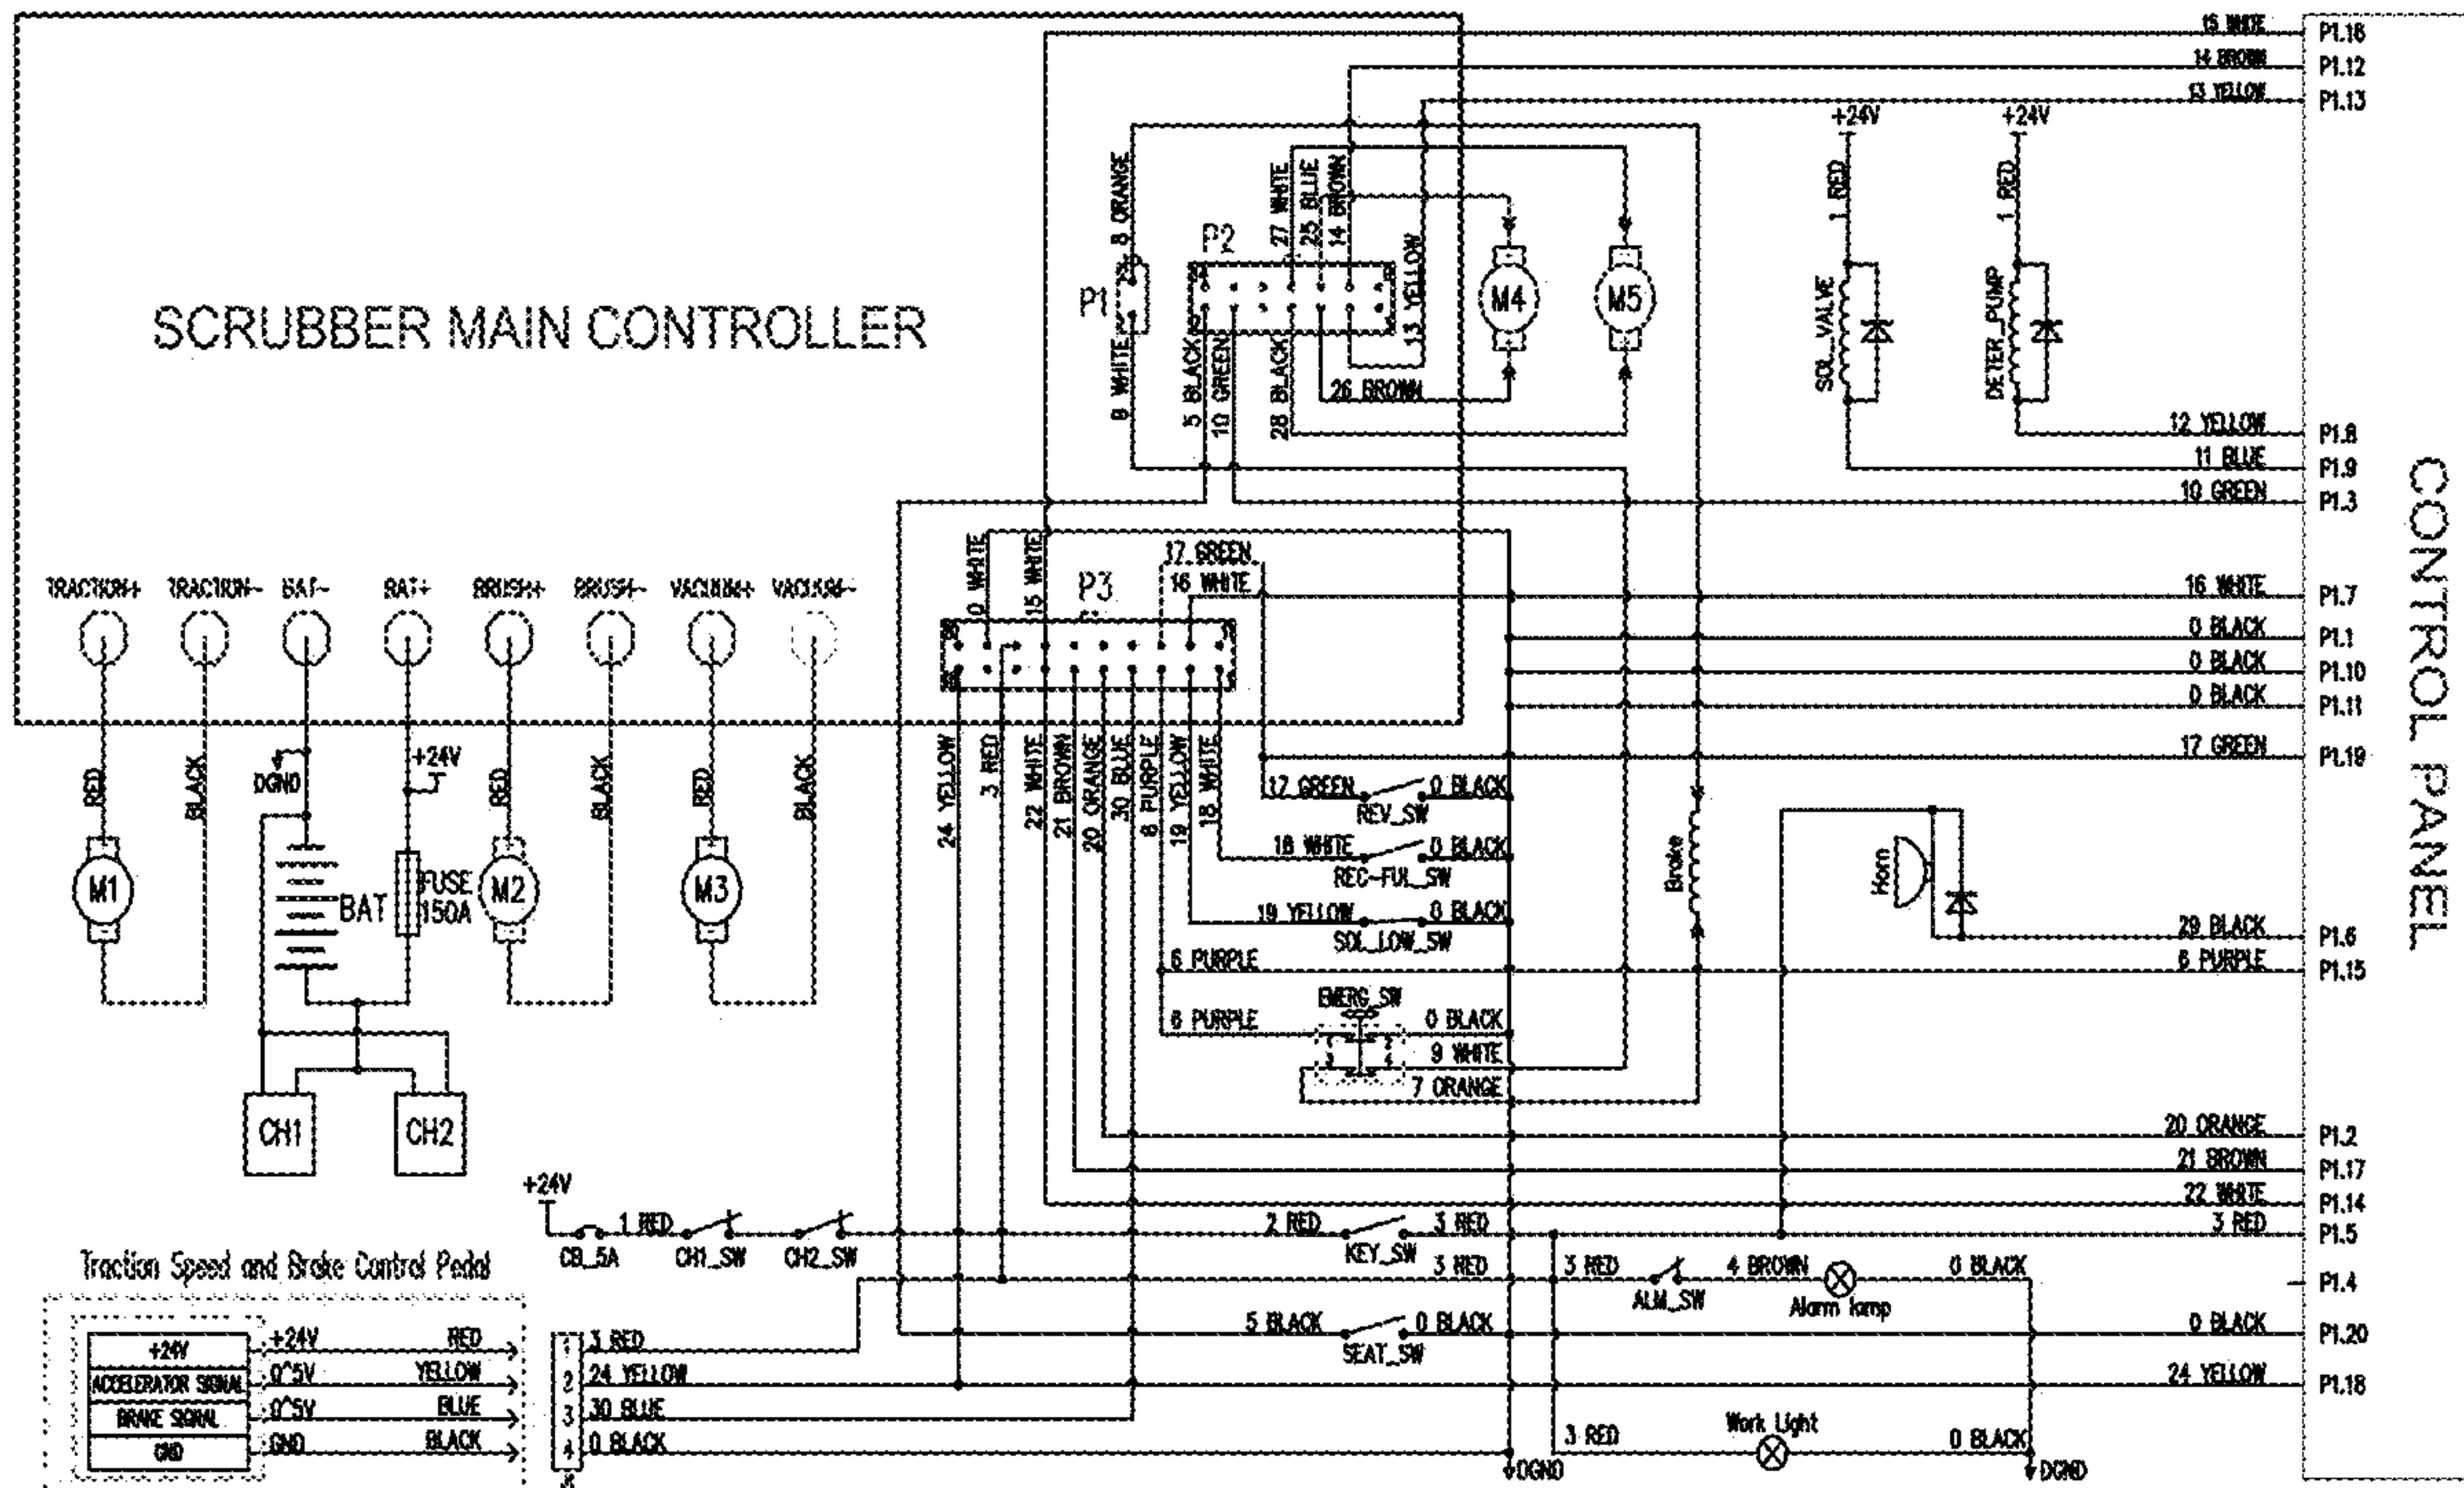 15 WHITE P1.16
14 BROWN P1.12
13 YELLOW P1.13
+24V +24V
1 RED 1 RED
8 ORANGE
27 WHITE
25 BLUE
14 BROWN
13 YELLOW
P2
P1
M4 M5
SOL_VALVE
DETER_PUMP
SCRUBBER MAIN CONTROLLER
5 BLACK
10 GREEN
28 BLACK
26 BROWN
12 YELLOW P1.8
11 BLUE P1.9
10 GREEN P1.3
CONTROL PANEL
0 WHITE
15 WHITE
17 GREEN
16 WHITE
P3
16 WHITE P1.7
0 BLACK P1.1
0 BLACK P1.10
0 BLACK P1.11
17 GREEN P1.19
TRACTION+ TRACTION- BAT- BAT+ BRUSH+ BRUSH- VACUUM+ VACUUM-
DGND +24V
RED BLACK RED BLACK RED BLACK
24 YELLOW
3 RED
22 WHITE
21 BROWN
20 ORANGE
30 BLUE
6 PURPLE
19 YELLOW
18 WHITE
17 GREEN 0 BLACK
REV_SW
18 WHITE 0 BLACK
REC-FUL_SW
19 YELLOW 0 BLACK
SOL_LOW_SW
M1 BAT FUSE 150A M2 M3
Brake
Horn
29 BLACK P1.6
6 PURPLE 6 PURPLE P1.15
EMERG_SW
6 PURPLE 0 BLACK
9 WHITE
7 ORANGE
CH1 CH2
20 ORANGE P1.2
21 BROWN P1.17
22 WHITE P1.14
+24V
1 RED 2 RED 3 RED 3 RED P1.5
CB_5A CH1_SW CH2_SW KEY_SW
3 RED 3 RED 4 BROWN 0 BLACK P1.4
ALM_SW Alarm lamp
Traction Speed and Brake Control Pedal
5 BLACK 0 BLACK 0 BLACK P1.20
SEAT_SW
+24V +24V RED 1 3 RED
ACCELERATOR SIGNAL 0~5V YELLOW 2 24 YELLOW 24 YELLOW P1.18
BRAKE SIGNAL 0~5V BLUE 3 30 BLUE
GND GND BLACK 4 0 BLACK
Work Light
3 RED 0 BLACK
DGND DGND